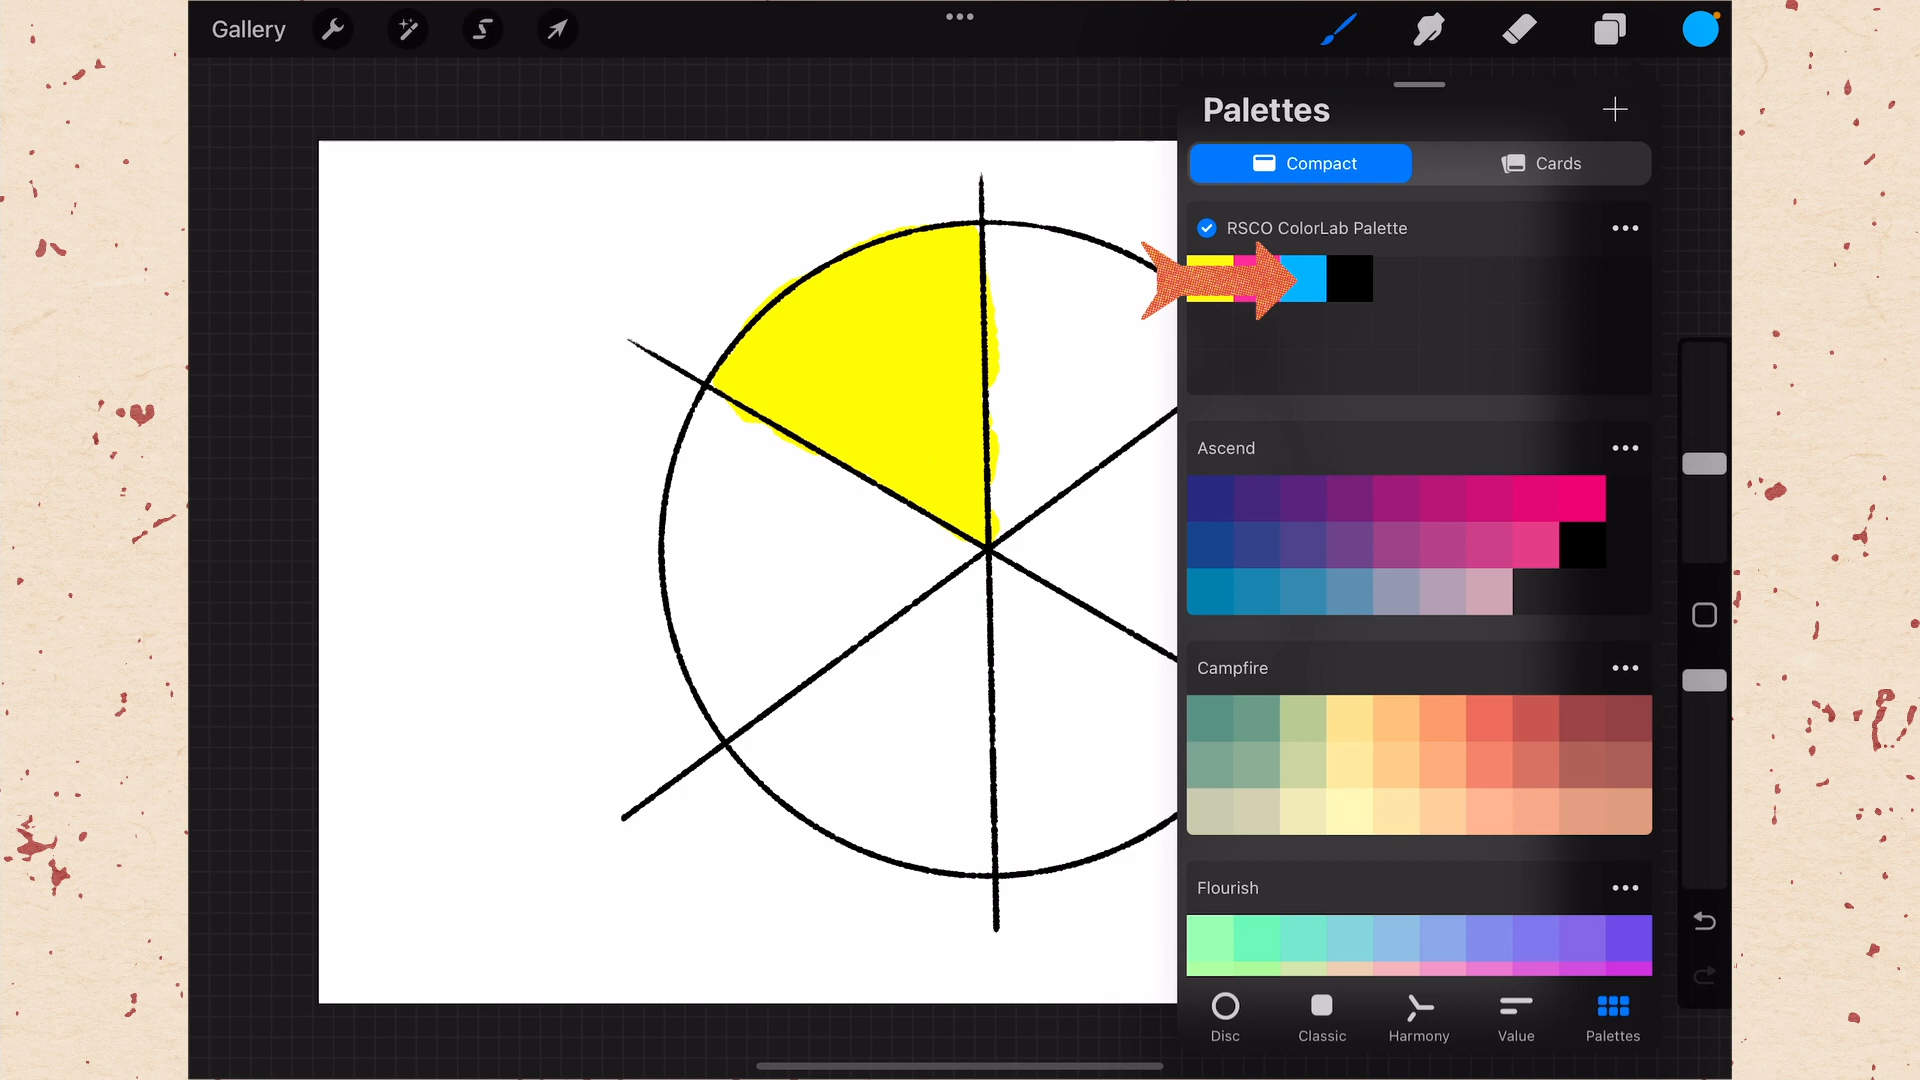 Gallery
Palettes
Compact
Cards
RSCO ColorLab Palette
Ascend
Campfire
Flourish
Disc
Classic
Harmony
Value
Palettes